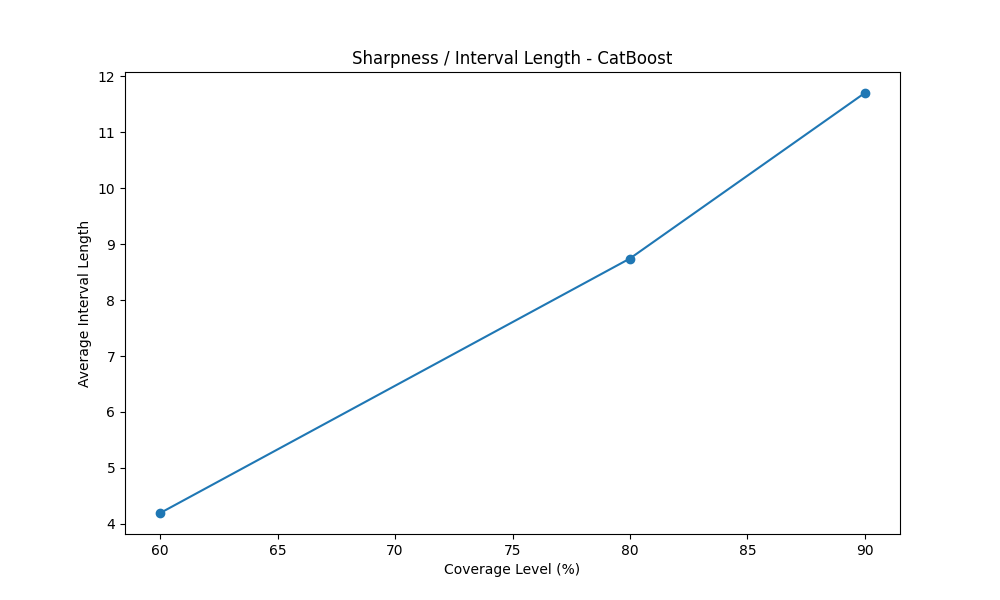 Sharpness / Interval Length - CatBoost
Average Interval Length
12
11
10
9
8
7
6
5
4
60 65 70 75 80 85 90
Coverage Level (%)